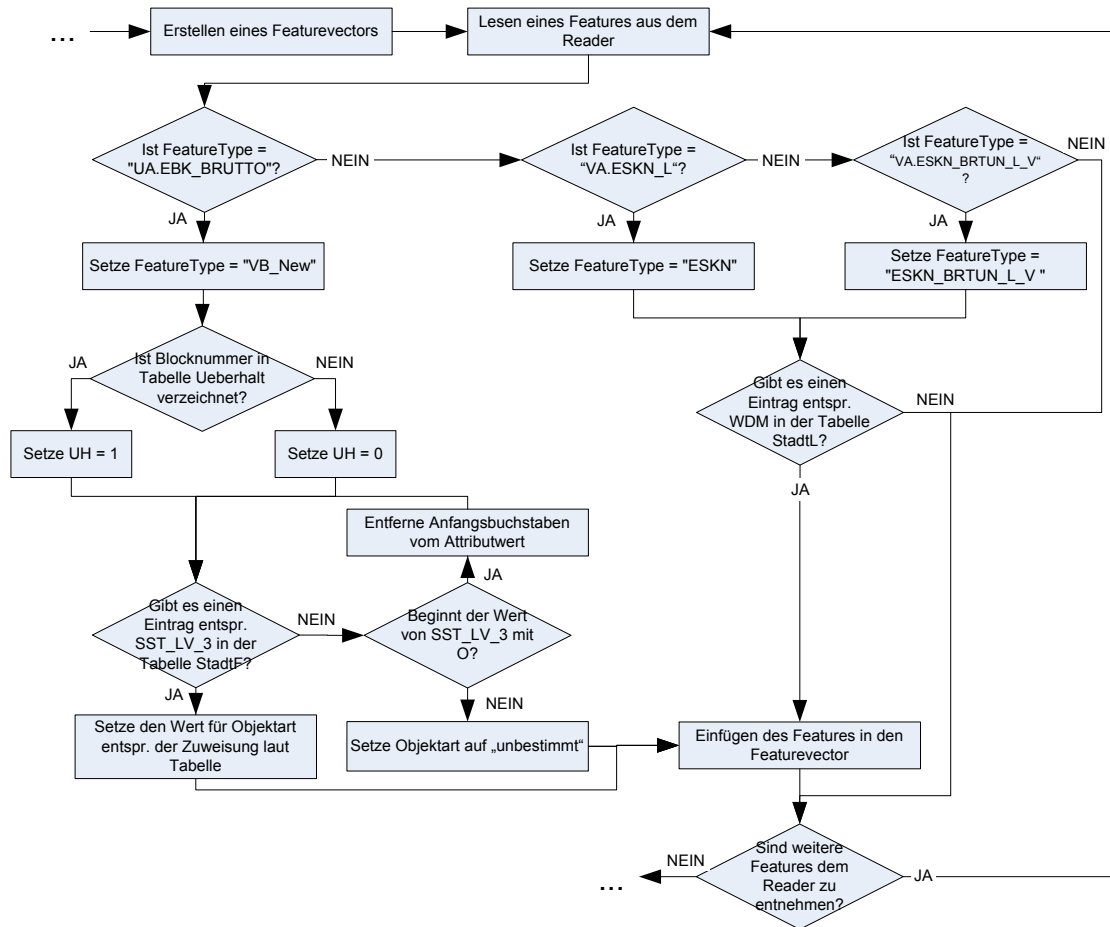 ...
Erstellen eines Featurevectors
Lesen eines Features aus dem
Reader
Ist FeatureType =
"UA.EBK_BRUTTO"?
NEIN
Ist FeatureType =
“VA.ESKN_L“?
NEIN
Ist FeatureType =
“VA.ESKN_BRTUN_L_V“
?
NEIN
JA
JA
JA
Setze FeatureType = "VB_New"
Setze FeatureType = "ESKN"
Setze FeatureType =
"ESKN_BRTUN_L_V "
JA
Ist Blocknummer in
Tabelle Ueberhalt
verzeichnet?
NEIN
Gibt es einen
Eintrag entspr.
WDM in der Tabelle
StadtL?
NEIN
JA
Setze UH = 1
Setze UH = 0
Entferne Anfangsbuchstaben
vom Attributwert
JA
Gibt es einen
Eintrag entspr.
SST_LV_3 in der
Tabelle StadtF?
NEIN
Beginnt der Wert
von SST_LV_3 mit
O?
JA
NEIN
Setze den Wert für Objektart
entspr. der Zuweisung laut
Tabelle
Setze Objektart auf „unbestimmt“
Einfügen des Features in den
Featurevector
Sind weitere
Features dem
Reader zu
entnehmen?
NEIN
JA
...